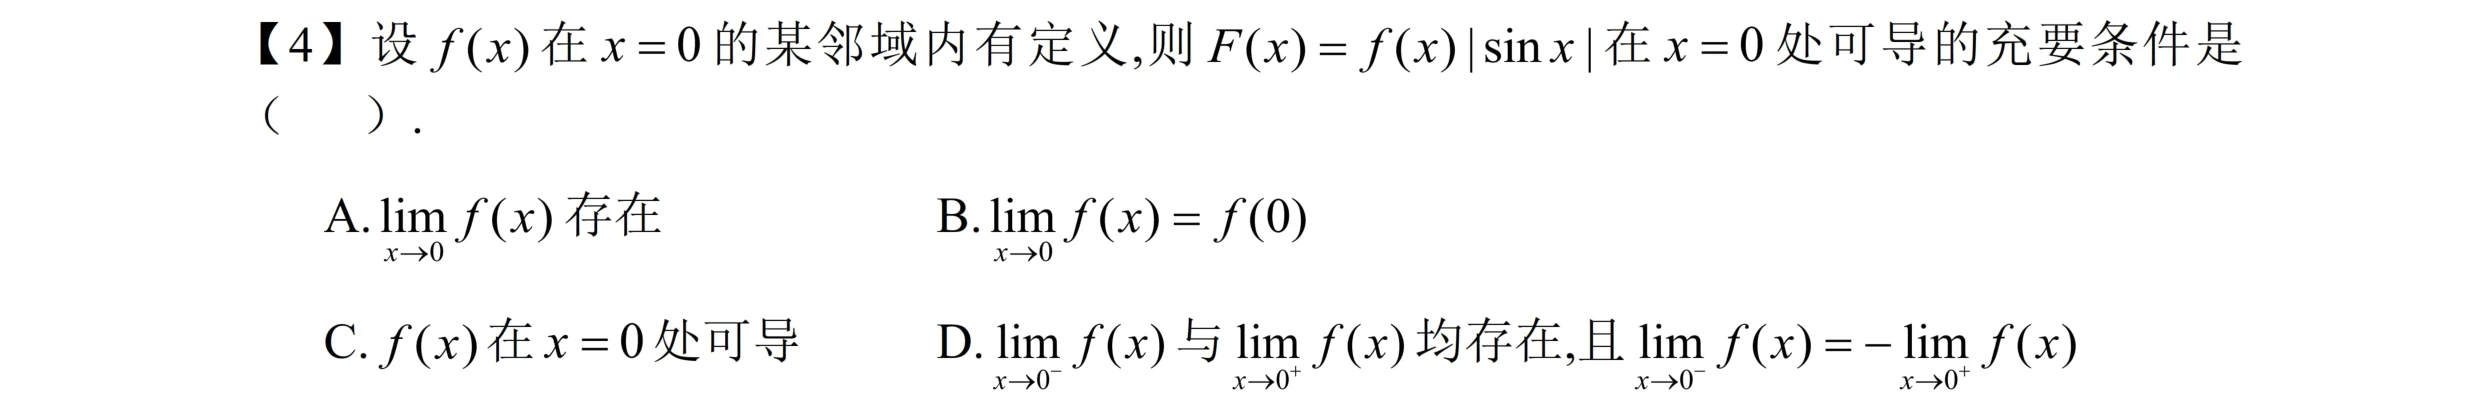 【4】设 f(x) 在 x = 0 的某邻域内有定义,则 F(x) = f(x) | sin x | 在 x = 0 处可导的充要条件是
(　　).
A. lim_{x→0} f(x) 存在　　B. lim_{x→0} f(x) = f(0)
C. f(x) 在 x = 0 处可导　　D. lim_{x→0⁻} f(x) 与 lim_{x→0⁺} f(x) 均存在,且 lim_{x→0⁻} f(x) = − lim_{x→0⁺} f(x)